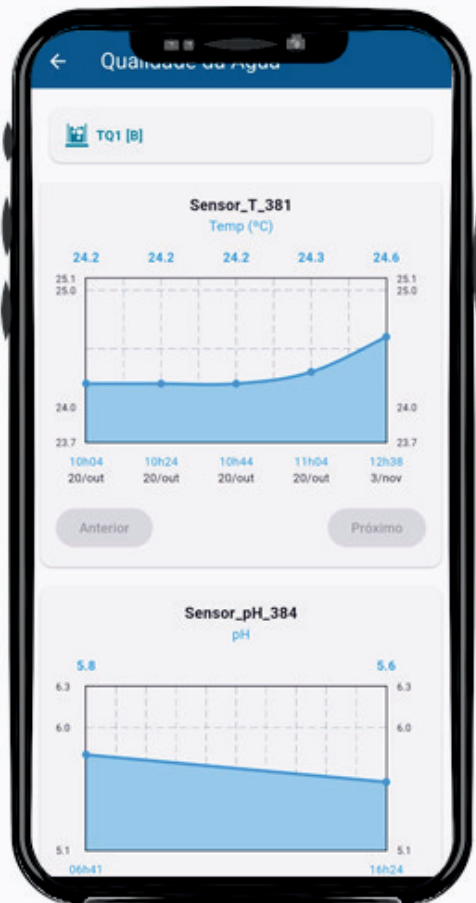 Qualidade da Água
TQ1 [B]
Sensor_T_381
Temp (ºC)
24.2 24.2 24.2 24.3 24.6
25.1 25.1
25.0 25.0
24.0 24.0
23.7 23.7
10h04 10h24 10h44 11h04 12h38
20/out 20/out 20/out 20/out 3/nov
Anterior Próximo
Sensor_pH_384
pH
5.8 5.6
6.3 6.3
6.0 6.0
5.1 5.1
06h41 16h24